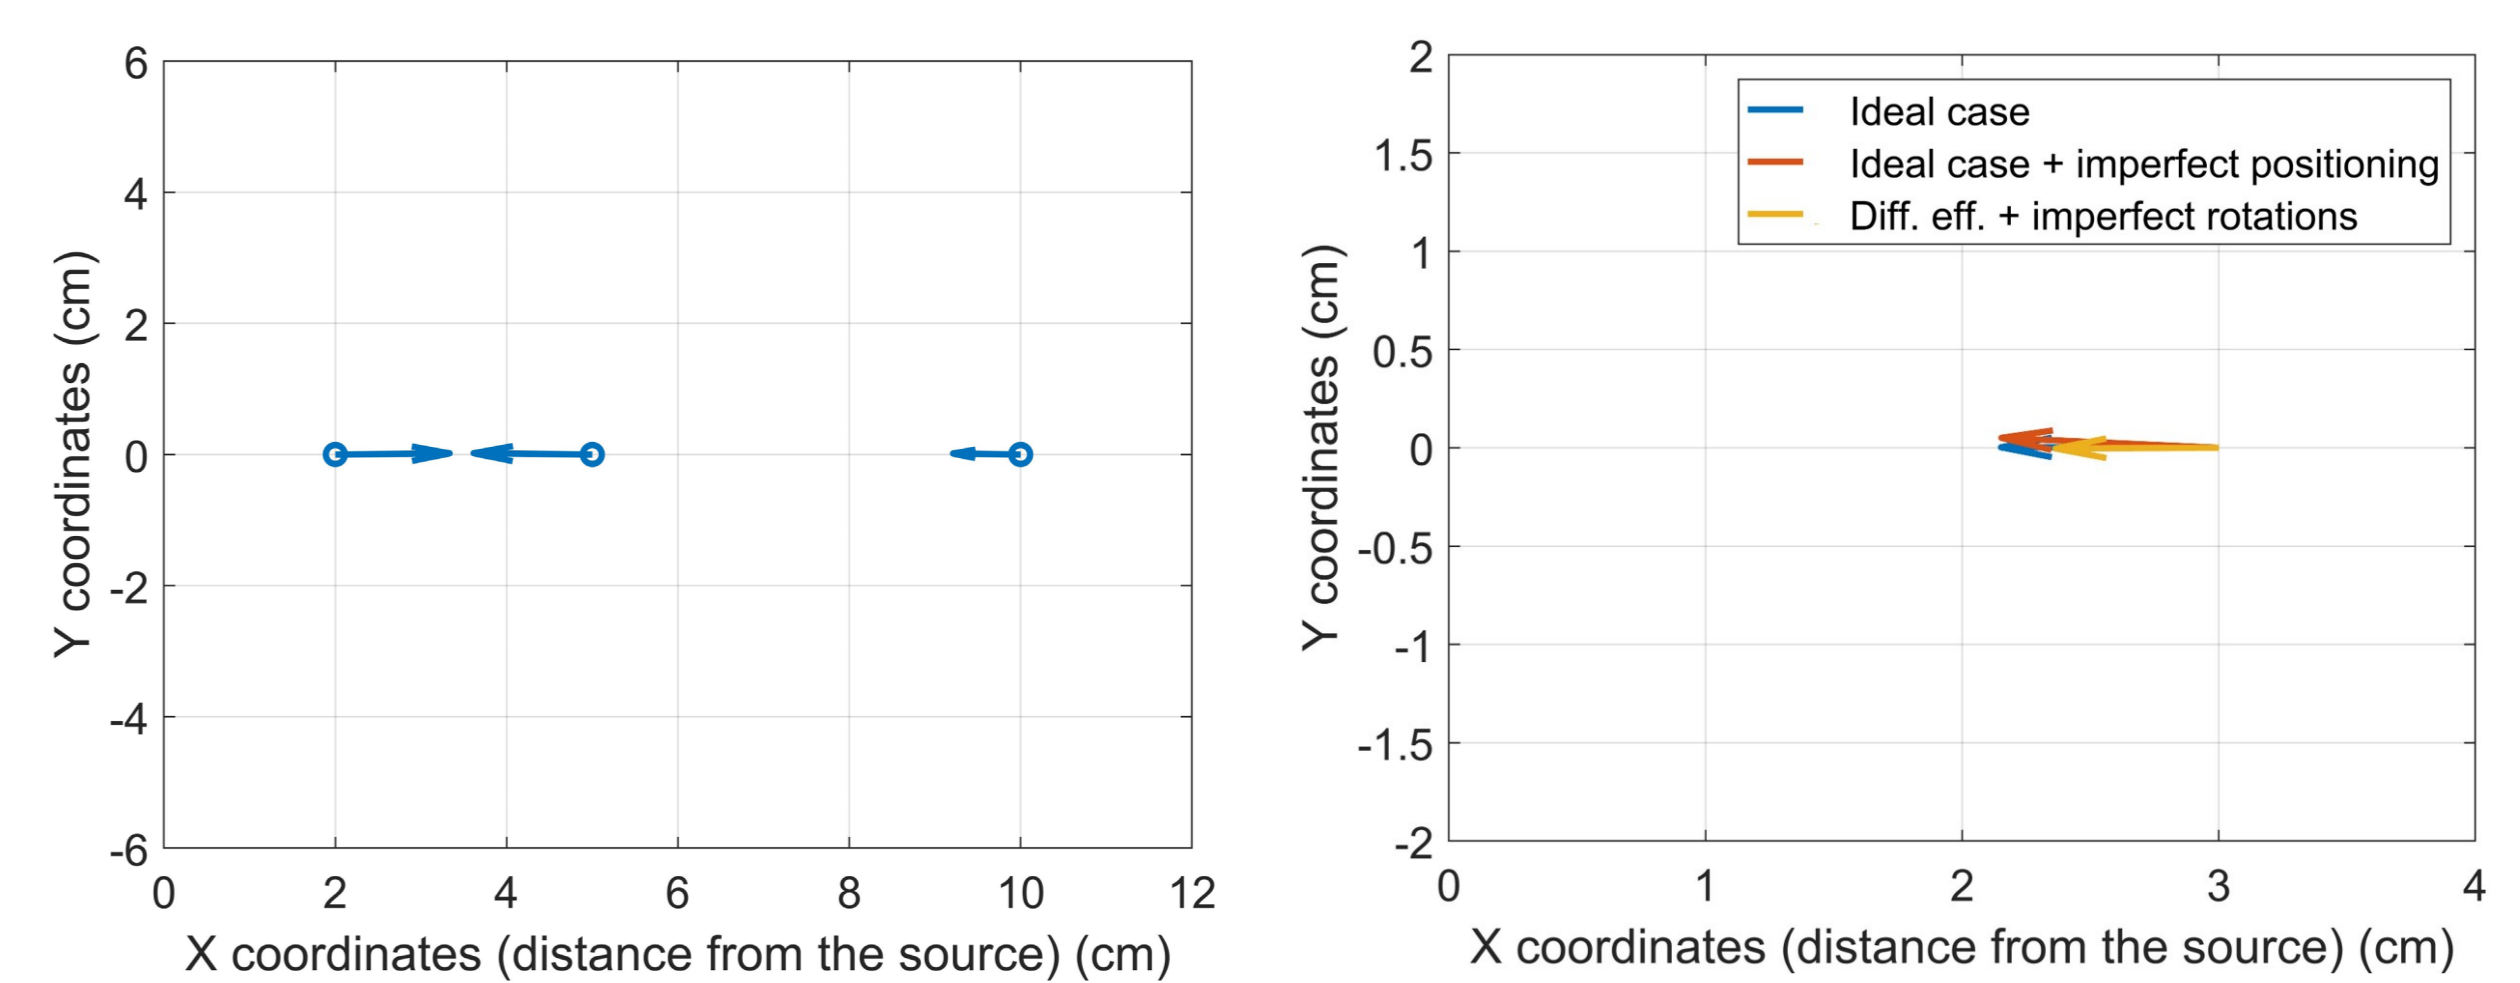 6
4
2
0
-2
-4
-6
0 2 4 6 8 10 12
X coordinates (distance from the source) (cm)
Y coordinates (cm)
2
1.5
1
0.5
0
-0.5
-1
-1.5
-2
0 1 2 3 4
X coordinates (distance from the source) (cm)
Y coordinates (cm)
Ideal case
Ideal case + imperfect positioning
Diff. eff. + imperfect rotations